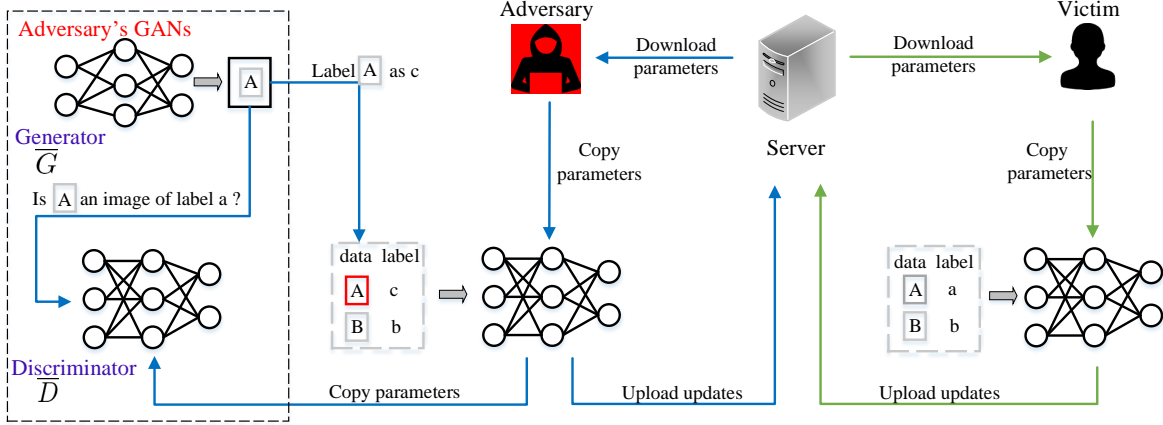 Adversary's GANs
A
Label A as c
Generator
G
Is A an image of label a ?
Discriminator
D
Copy parameters
data label
A c
B b
Adversary
Download
parameters
Copy
parameters
Upload updates
Server
Download
parameters
Victim
Copy
parameters
data label
A a
B b
Upload updates